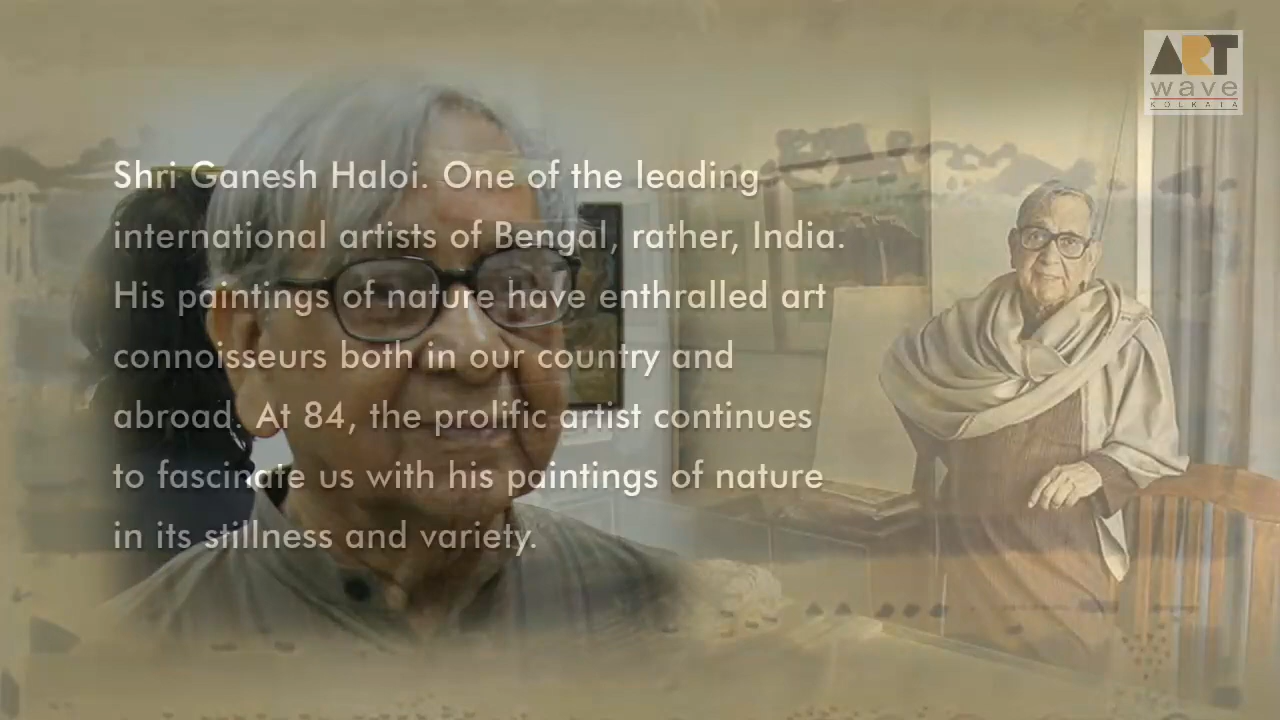 ART
wave
KOLKATA
Shri Ganesh Haloi. One of the leading
international artists of Bengal, rather, India.
His paintings of nature have enthralled art
connoisseurs both in our country and
abroad. At 84, the prolific artist continues
to fascinate us with his paintings of nature
in its stillness and variety.